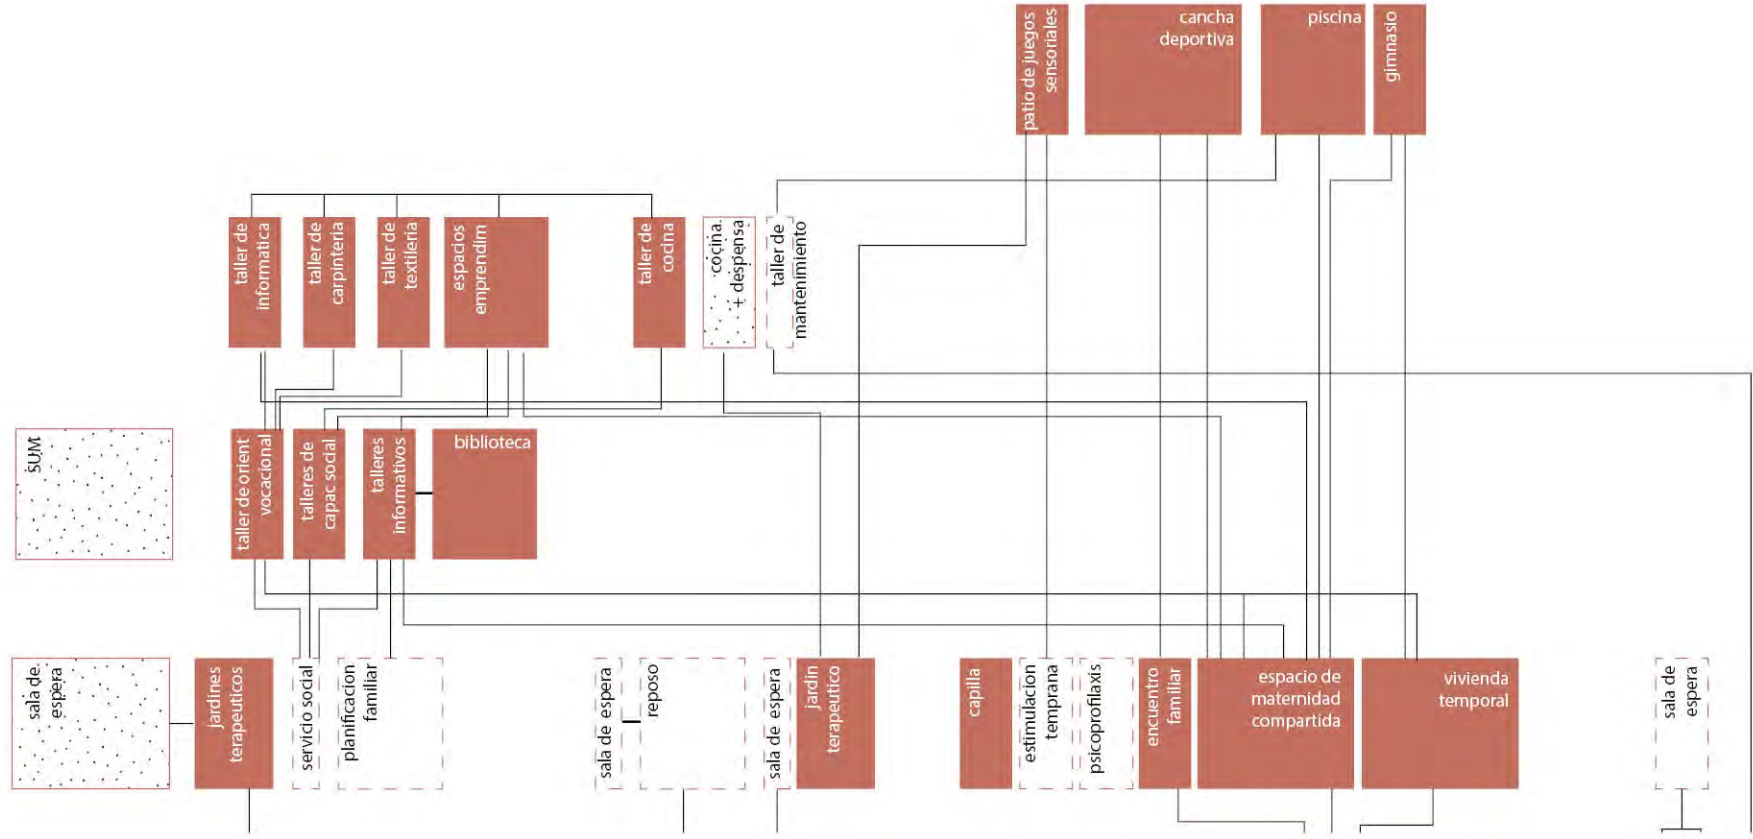 patio de juegos
sensoriales
cancha
deportiva
piscina
gimnasio
taller de
informatica
taller de
carpinteria
taller de
textileria
espacios
emprendim
taller de
cocina
cocina
+ despensa
taller de
mantenimiento
SUM
taller de orient
vocacional
talleres de
capac social
talleres
informativos
biblioteca
sala de
espera
jardines
terapeuticos
servicio social
planificacion
familiar
sala de espera
reposo
sala de espera
jardin
terapeutico
capilla
estimulacion
temprana
psicoprofilaxis
encuentro
familiar
espacio de
maternidad
compartida
vivienda
temporal
sala de
espera